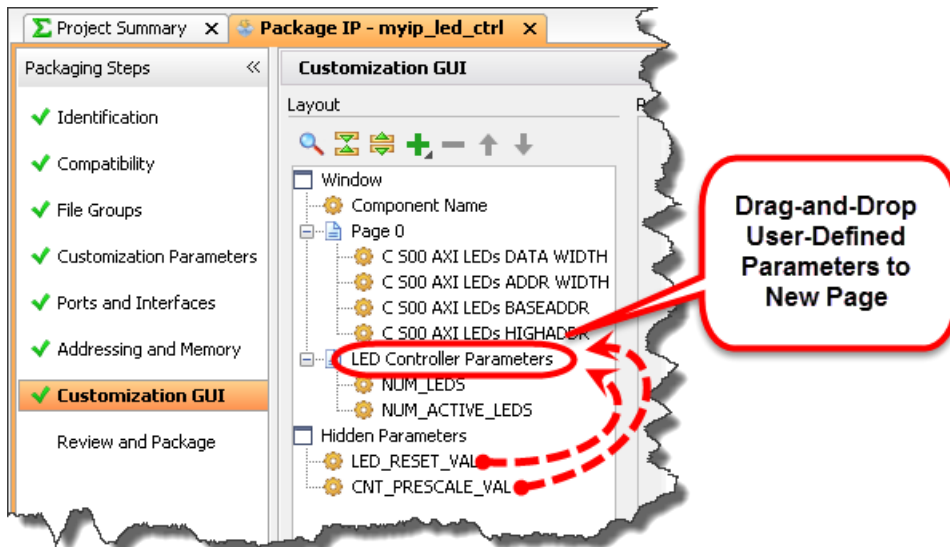 Project Summary X Package IP - myip_led_ctrl X
Packaging Steps <<
Customization GUI
Identification
Compatibility
File Groups
Customization Parameters
Ports and Interfaces
Addressing and Memory
Customization GUI
Review and Package
Layout
Window
Component Name
Page 0
C S00 AXI LEDs DATA WIDTH
C S00 AXI LEDs ADDR WIDTH
C S00 AXI LEDs BASEADDR
C S00 AXI LEDs HIGHADDR
LED Controller Parameters
NUM_LEDS
NUM_ACTIVE_LEDS
Hidden Parameters
LED_RESET_VAL
CNT_PRESCALE_VAL
Drag-and-Drop
User-Defined
Parameters to
New Page